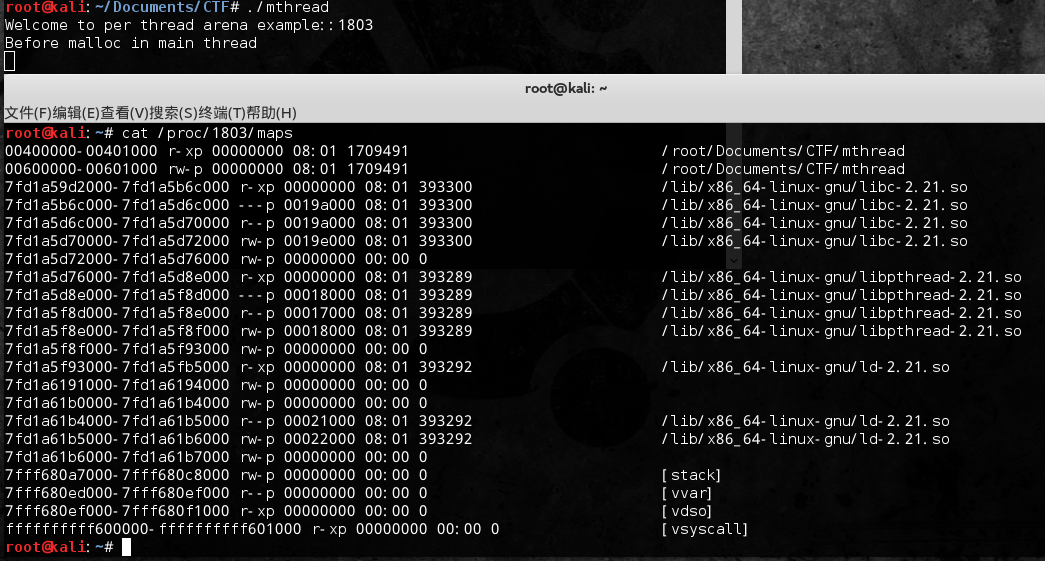 root@kali:~/Documents/CTF# ./mthread
Welcome to per thread arena example::1803
Before malloc in main thread
root@kali: ~
文件(F)编辑(E)查看(V)搜索(S)终端(T)帮助(H)
root@kali:~# cat /proc/1803/maps
00400000-00401000 r-xp 00000000 08:01 1709491 /root/Documents/CTF/mthread
00600000-00601000 rw-p 00000000 08:01 1709491 /root/Documents/CTF/mthread
7fd1a59d2000-7fd1a5b6c000 r-xp 00000000 08:01 393300 /lib/x86_64-linux-gnu/libc-2.21.so
7fd1a5b6c000-7fd1a5d6c000 ---p 0019a000 08:01 393300 /lib/x86_64-linux-gnu/libc-2.21.so
7fd1a5d6c000-7fd1a5d70000 r--p 0019a000 08:01 393300 /lib/x86_64-linux-gnu/libc-2.21.so
7fd1a5d70000-7fd1a5d72000 rw-p 0019e000 08:01 393300 /lib/x86_64-linux-gnu/libc-2.21.so
7fd1a5d72000-7fd1a5d76000 rw-p 00000000 00:00 0
7fd1a5d76000-7fd1a5d8e000 r-xp 00000000 08:01 393289 /lib/x86_64-linux-gnu/libpthread-2.21.so
7fd1a5d8e000-7fd1a5f8d000 ---p 00018000 08:01 393289 /lib/x86_64-linux-gnu/libpthread-2.21.so
7fd1a5f8d000-7fd1a5f8e000 r--p 00017000 08:01 393289 /lib/x86_64-linux-gnu/libpthread-2.21.so
7fd1a5f8e000-7fd1a5f8f000 rw-p 00018000 08:01 393289 /lib/x86_64-linux-gnu/libpthread-2.21.so
7fd1a5f8f000-7fd1a5f93000 rw-p 00000000 00:00 0
7fd1a5f93000-7fd1a5fb5000 r-xp 00000000 08:01 393292 /lib/x86_64-linux-gnu/ld-2.21.so
7fd1a6191000-7fd1a6194000 rw-p 00000000 00:00 0
7fd1a61b0000-7fd1a61b4000 rw-p 00000000 00:00 0
7fd1a61b4000-7fd1a61b5000 r--p 00021000 08:01 393292 /lib/x86_64-linux-gnu/ld-2.21.so
7fd1a61b5000-7fd1a61b6000 rw-p 00022000 08:01 393292 /lib/x86_64-linux-gnu/ld-2.21.so
7fd1a61b6000-7fd1a61b7000 rw-p 00000000 00:00 0
7fff680a7000-7fff680c8000 rw-p 00000000 00:00 0 [stack]
7fff680ed000-7fff680ef000 r--p 00000000 00:00 0 [vvar]
7fff680ef000-7fff680f1000 r-xp 00000000 00:00 0 [vdso]
ffffffffff600000-ffffffffff601000 r-xp 00000000 00:00 0 [vsyscall]
root@kali:~#